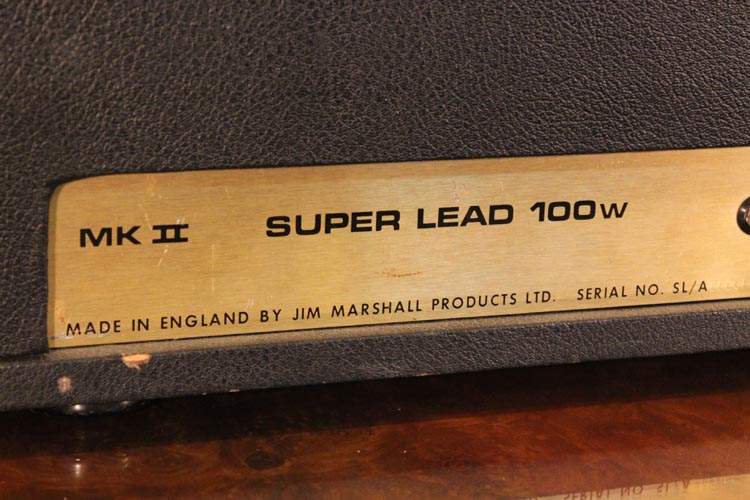 MK II SUPER LEAD 100W
MADE IN ENGLAND BY JIM MARSHALL PRODUCTS LTD. SERIAL NO. SL/A